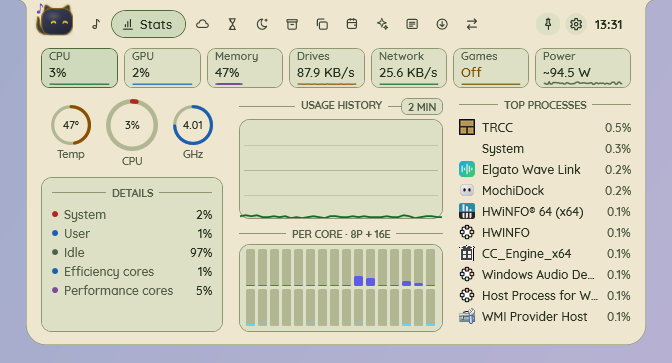 Stats
13:31
CPU
3%
GPU
2%
Memory
47%
Drives
87.9 KB/s
Network
25.6 KB/s
Games
Off
Power
~94.5 W
47°
Temp
3%
CPU
4.01
GHz
DETAILS
System 2%
User 1%
Idle 97%
Efficiency cores 1%
Performance cores 5%
USAGE HISTORY 2 MIN
PER CORE · 8P + 16E
TOP PROCESSES
TRCC 0.5%
System 0.3%
Elgato Wave Link 0.2%
MochiDock 0.2%
HWiNFO® 64 (x64) 0.1%
HWINFO 0.1%
CC_Engine_x64 0.1%
Windows Audio De... 0.1%
Host Process for W... 0.1%
WMI Provider Host 0.1%